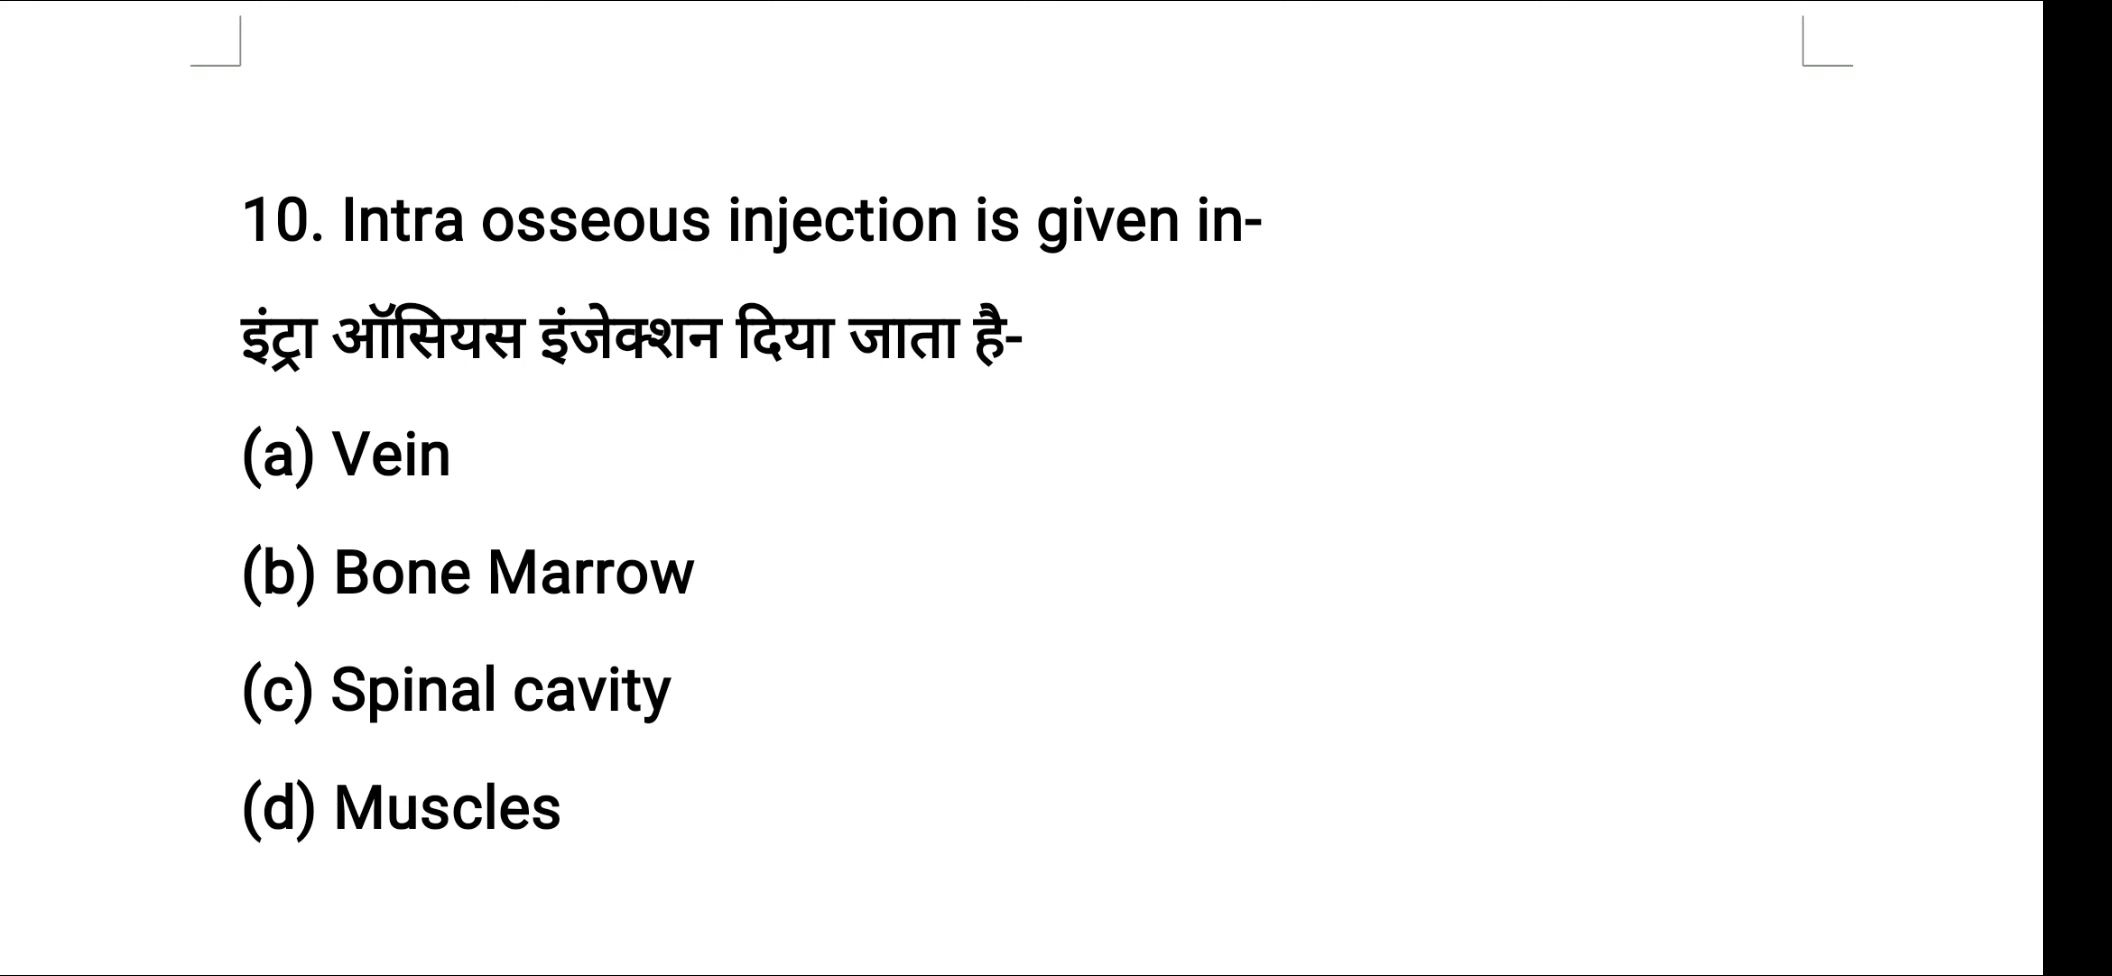 10. Intra osseous injection is given in-
इंट्रा ऑसियस इंजेक्शन दिया जाता है-
(a) Vein
(b) Bone Marrow
(c) Spinal cavity
(d) Muscles